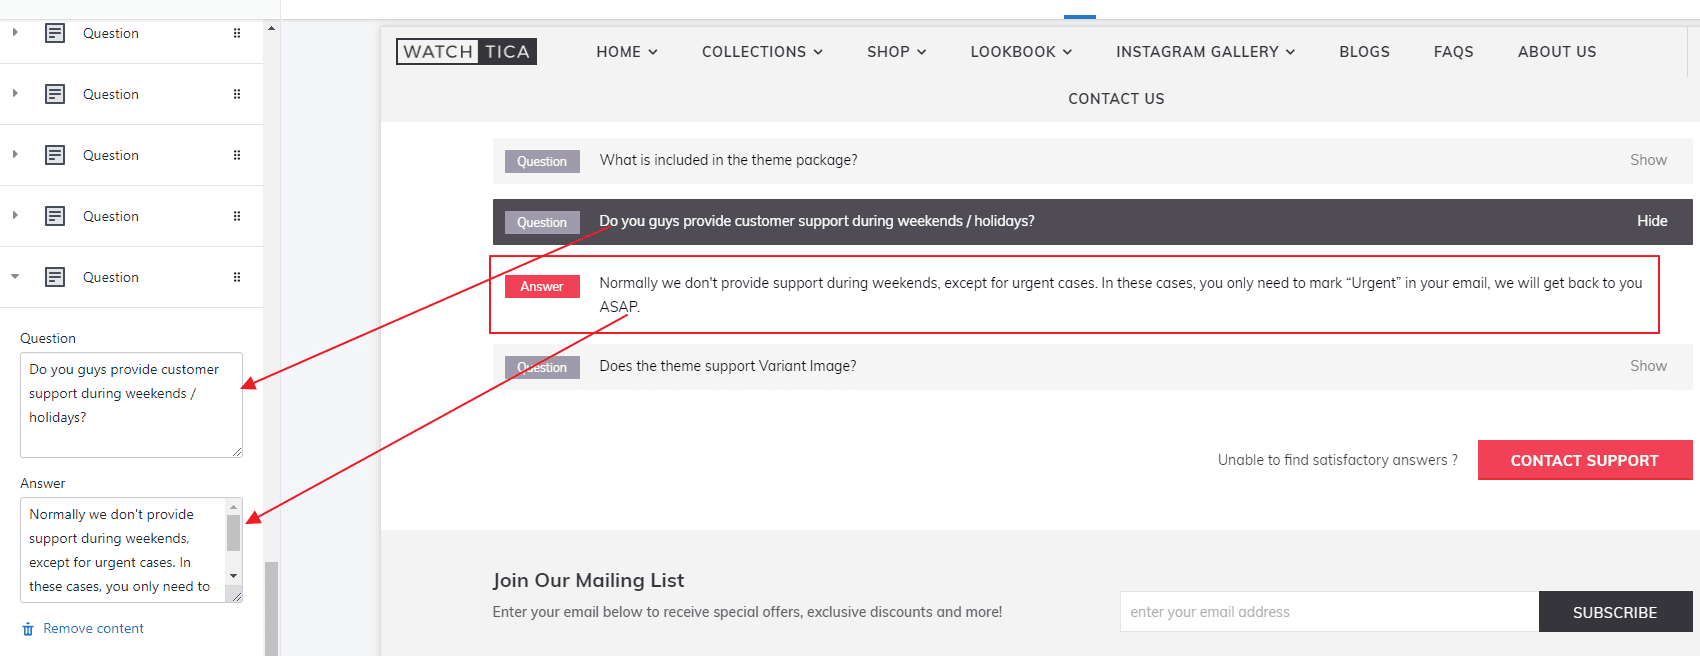 Question
Question
Question
Question
Question
Question
Do you guys provide customer
support during weekends /
holidays?
Answer
Normally we don't provide
support during weekends,
except for urgent cases. In
these cases, you only need to
Remove content
WATCH TICA
HOME
COLLECTIONS
SHOP
LOOKBOOK
INSTAGRAM GALLERY
BLOGS
FAQS
ABOUT US
CONTACT US
Question What is included in the theme package? Show
Question Do you guys provide customer support during weekends / holidays? Hide
Answer Normally we don't provide support during weekends, except for urgent cases. In these cases, you only need to mark “Urgent” in your email, we will get back to you
ASAP.
Question Does the theme support Variant Image? Show
Unable to find satisfactory answers ? CONTACT SUPPORT
Join Our Mailing List
Enter your email below to receive special offers, exclusive discounts and more!
enter your email address SUBSCRIBE